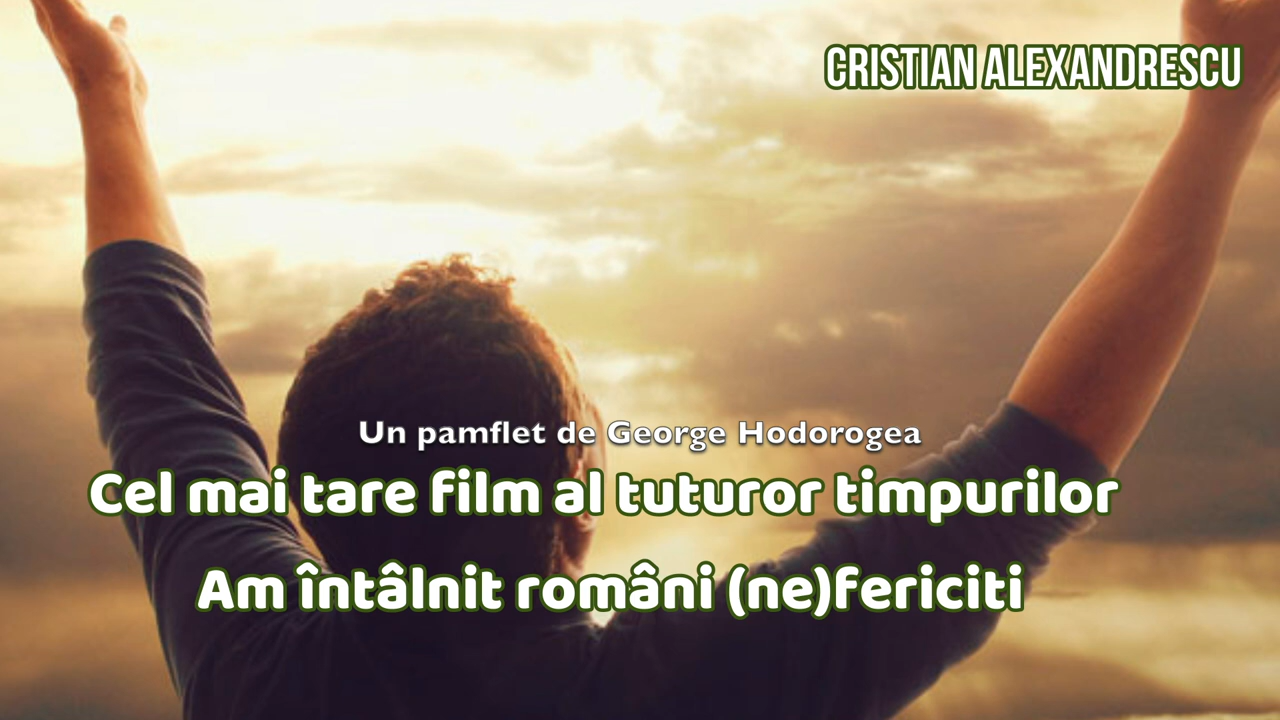 CRISTIAN ALEXANDRESCU
Un pamflet de George Hodorogea
Cel mai tare film al tuturor timpurilor
Am întâlnit români (ne)fericiti